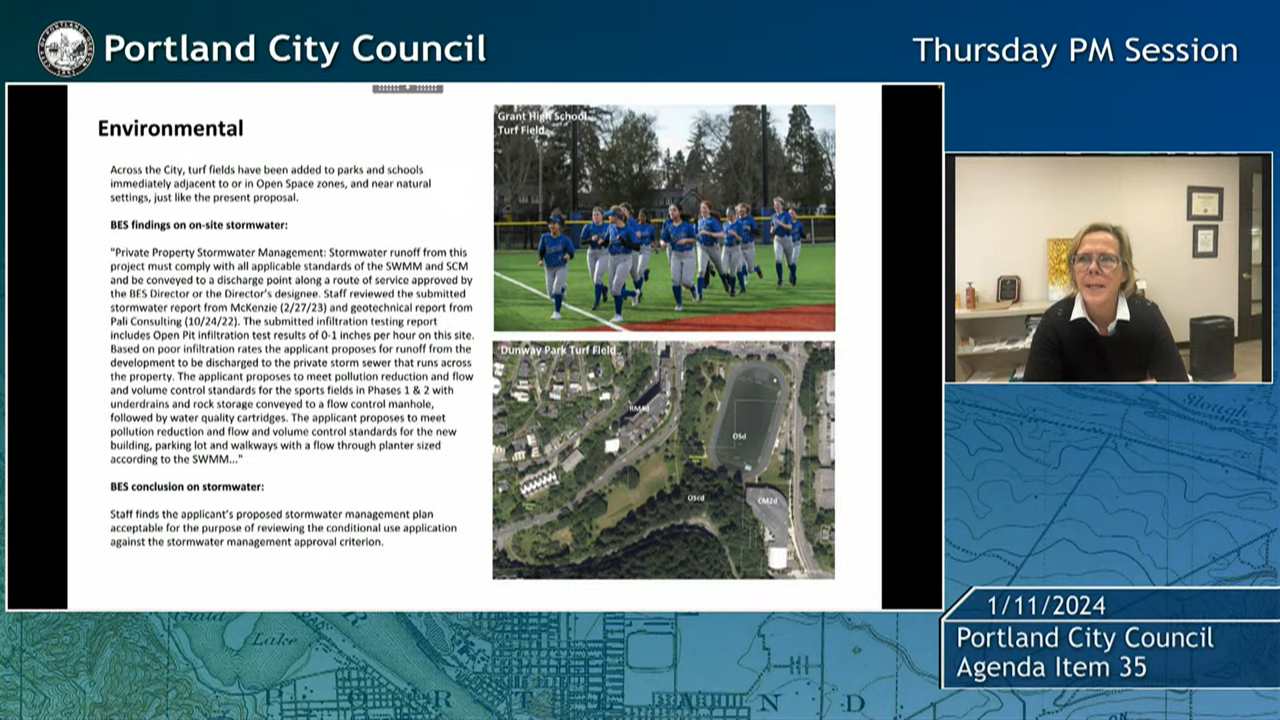 Portland City Council
Thursday PM Session
Environmental
Across the City, turf fields have been added to parks and schools
immediately adjacent to or in Open Space zones, and near natural
settings, just like the present proposal.
BES findings on on-site stormwater:
"Private Property Stormwater Management: Stormwater runoff from this
project must comply with all applicable standards of the SWMM and SCM
and be conveyed to a discharge point along a route of service approved by
the BES Director or the Director's designee. Staff reviewed the submitted
stormwater report from McKenzie (2/27/23) and geotechnical report from
Pali Consulting (10/24/22). The submitted infiltration testing report
includes Open Pit infiltration test results of 0-1 inches per hour on this site.
Based on poor infiltration rates the applicant proposes for runoff from the
development to be discharged to the private storm sewer that runs across
the property. The applicant proposes to meet pollution reduction and flow
and volume control standards for the sports fields in Phases 1 & 2 with
underdrains and rock storage conveyed to a flow control manhole,
followed by water quality cartridges. The applicant proposes to meet
pollution reduction and flow and volume control standards for the new
building, parking lot and walkways with a flow through planter sized
according to the SWMM..."
BES conclusion on stormwater:
Staff finds the applicant's proposed stormwater management plan
acceptable for the purpose of reviewing the conditional use application
against the stormwater management approval criterion.
Grant High School
Turf Field
Dunway Park Turf Field
OSd
OScd
CM2d
1/11/2024
Portland City Council
Agenda Item 35
Slough
Guild
Lake
R T L A N D